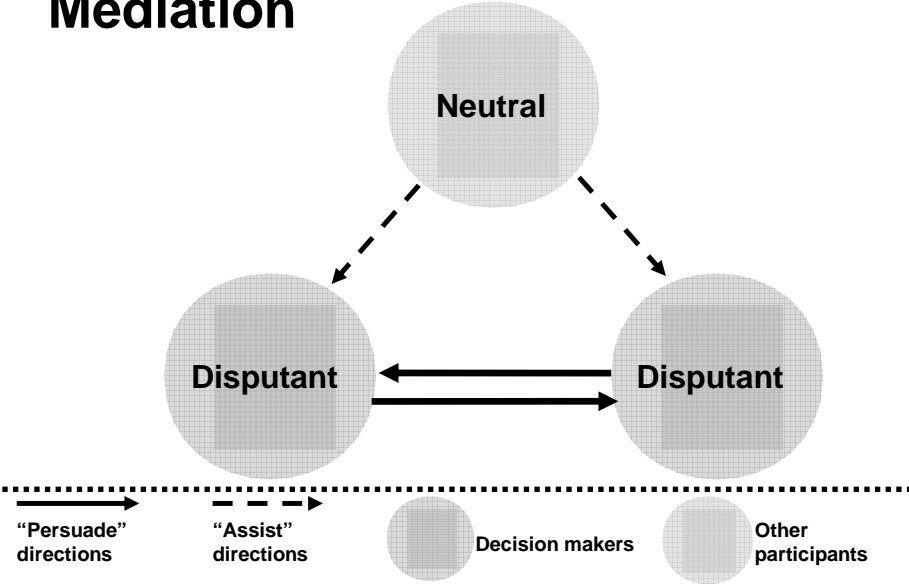 Mediation
Neutral
Disputant
Disputant
“Persuade”
directions
“Assist”
directions
Decision makers
Other
participants